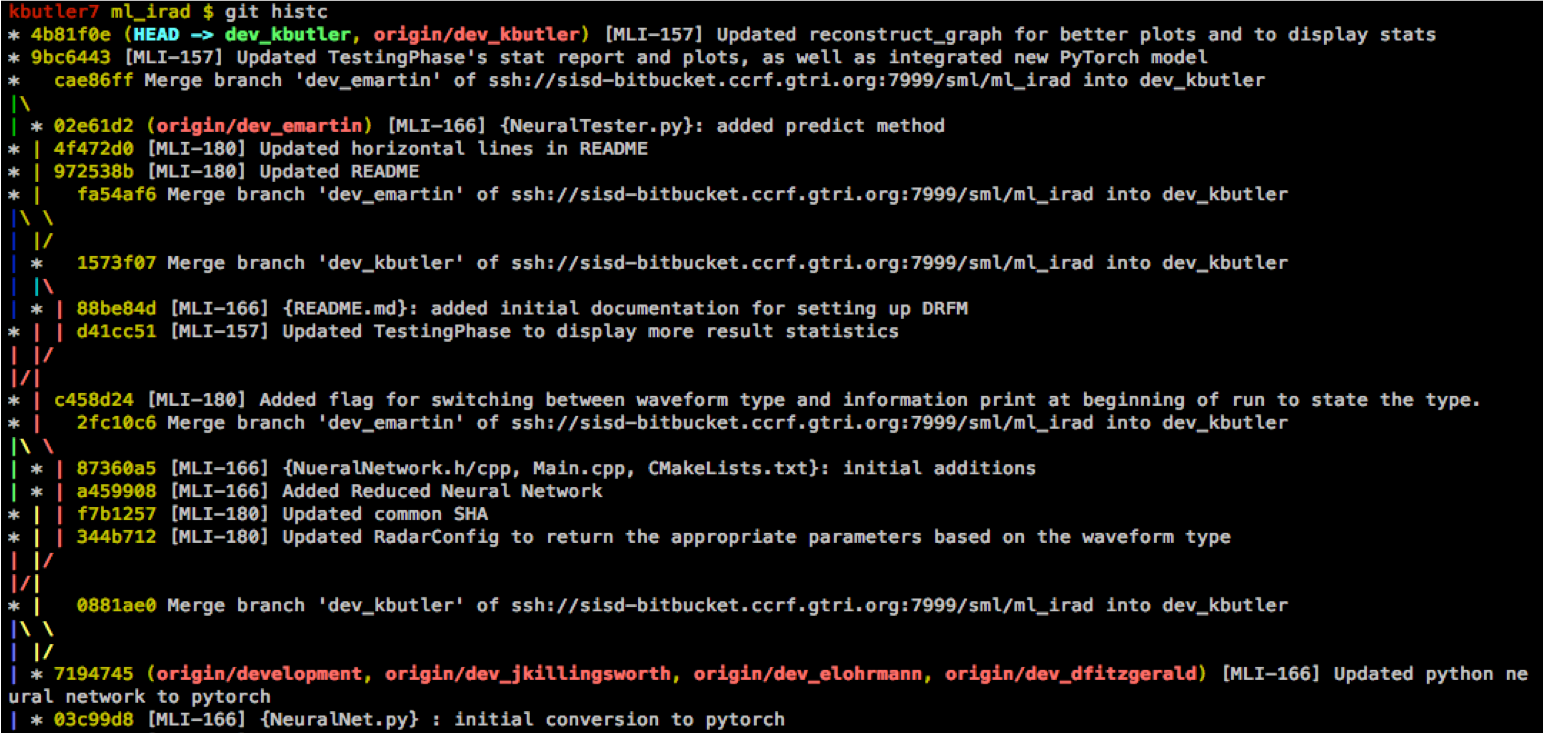 kbutler7 ml_irad $ git histc
* 4b81f0e (HEAD -> dev_kbutler, origin/dev_kbutler) [MLI-157] Updated reconstruct_graph for better plots and to display stats
* 9bc6443 [MLI-157] Updated TestingPhase's stat report and plots, as well as integrated new PyTorch model
*   cae86ff Merge branch 'dev_emartin' of ssh://sisd-bitbucket.ccrf.gtri.org:7999/sml/ml_irad into dev_kbutler
|\
| * 02e61d2 (origin/dev_emartin) [MLI-166] {NeuralTester.py}: added predict method
* | 4f472d0 [MLI-180] Updated horizontal lines in README
* | 972538b [MLI-180] Updated README
* |   fa54af6 Merge branch 'dev_emartin' of ssh://sisd-bitbucket.ccrf.gtri.org:7999/sml/ml_irad into dev_kbutler
|\ \
| |/
| *   1573f07 Merge branch 'dev_kbutler' of ssh://sisd-bitbucket.ccrf.gtri.org:7999/sml/ml_irad into dev_kbutler
| |\
| * | 88be84d [MLI-166] {README.md}: added initial documentation for setting up DRFM
* | | d41cc51 [MLI-157] Updated TestingPhase to display more result statistics
| |/
|/|
* | c458d24 [MLI-180] Added flag for switching between waveform type and information print at beginning of run to state the type.
* |   2fc10c6 Merge branch 'dev_emartin' of ssh://sisd-bitbucket.ccrf.gtri.org:7999/sml/ml_irad into dev_kbutler
|\ \
| * | 87360a5 [MLI-166] {NueralNetwork.h/cpp, Main.cpp, CMakeLists.txt}: initial additions
| * | a459908 [MLI-166] Added Reduced Neural Network
* | | f7b1257 [MLI-180] Updated common SHA
* | | 344b712 [MLI-180] Updated RadarConfig to return the appropriate parameters based on the waveform type
| |/
|/|
* |   0881ae0 Merge branch 'dev_kbutler' of ssh://sisd-bitbucket.ccrf.gtri.org:7999/sml/ml_irad into dev_kbutler
|\ \
| |/
| * 7194745 (origin/development, origin/dev_jkillingsworth, origin/dev_elohrmann, origin/dev_dfitzgerald) [MLI-166] Updated python ne
ural network to pytorch
| * 03c99d8 [MLI-166] {NeuralNet.py} : initial conversion to pytorch